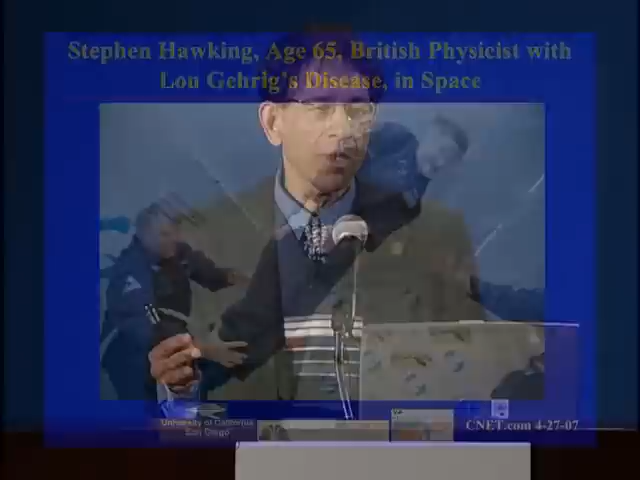 Stephen Hawking, Age 65, British Physicist with
Lou Gehrig's Disease, in Space
University of California
San Diego
CNET.com 4-27-07